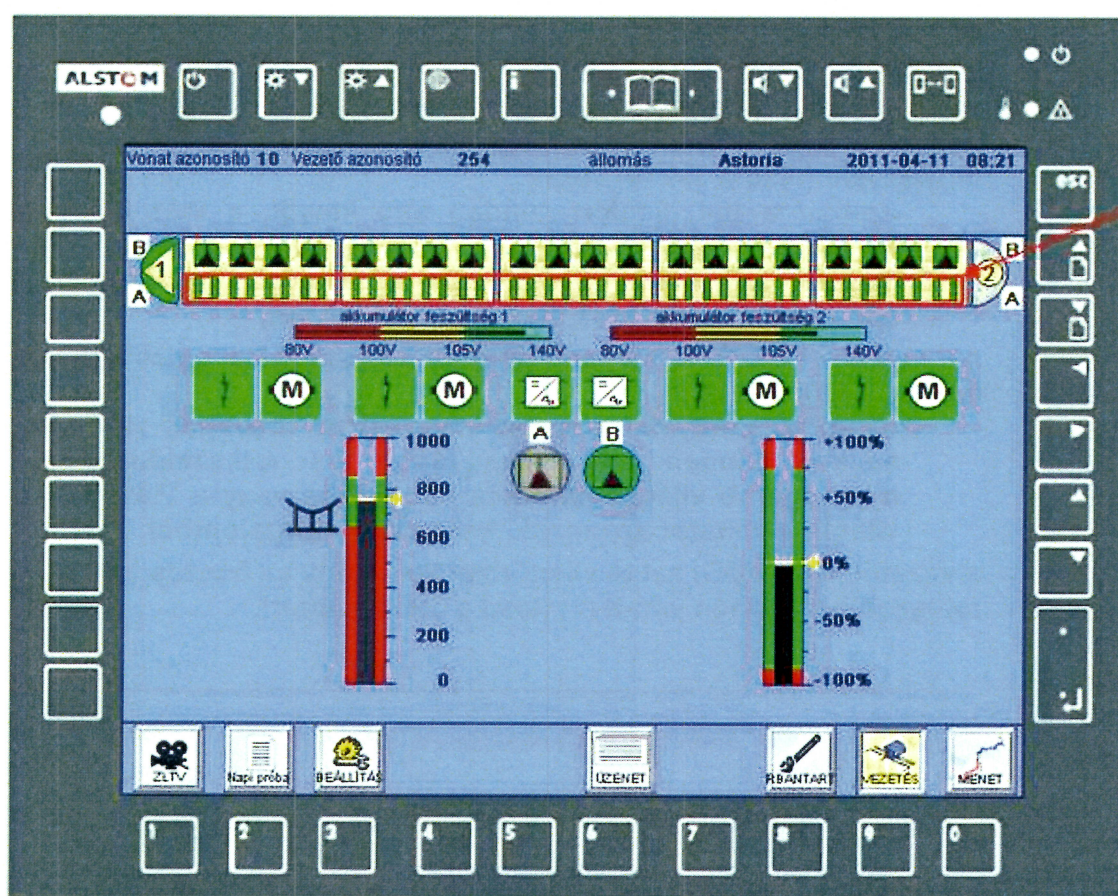 ALSTOM
i
Vonat azonosító 10 Vezető azonosító 254 állomás Astoria 2011-04-11 08:21
esc
B B
1 2
A A
akkumulátor feszültség 1 akkumulátor feszültség 2
80V 100V 105V 140V 80V 100V 105V 140V
M M M M
A B
1000 +100%
800 +50%
600 0%
400 -50%
200
0 -100%
ZLTV Napi próba BEÁLLÍTÁS ÜZENET RBANTART VEZETÉS MENET
1 2 3 4 5 6 7 8 9 0